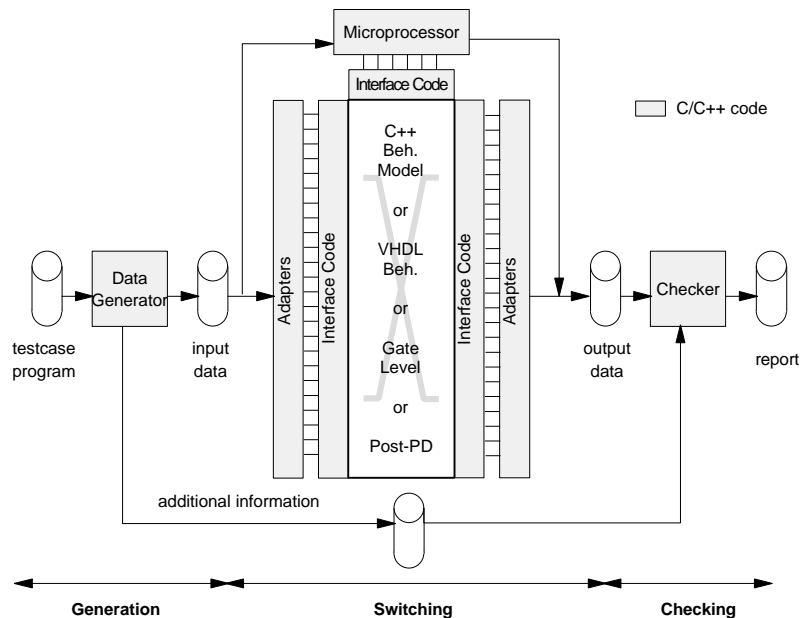 Microprocessor
Interface Code
C/C++ code
C++
Beh.
Model
or
VHDL
Beh.
or
Gate
Level
or
Post-PD
Adapters
Interface Code
Interface Code
Adapters
Data
Generator
Checker
testcase
program
input
data
output
data
report
additional information
Generation
Switching
Checking